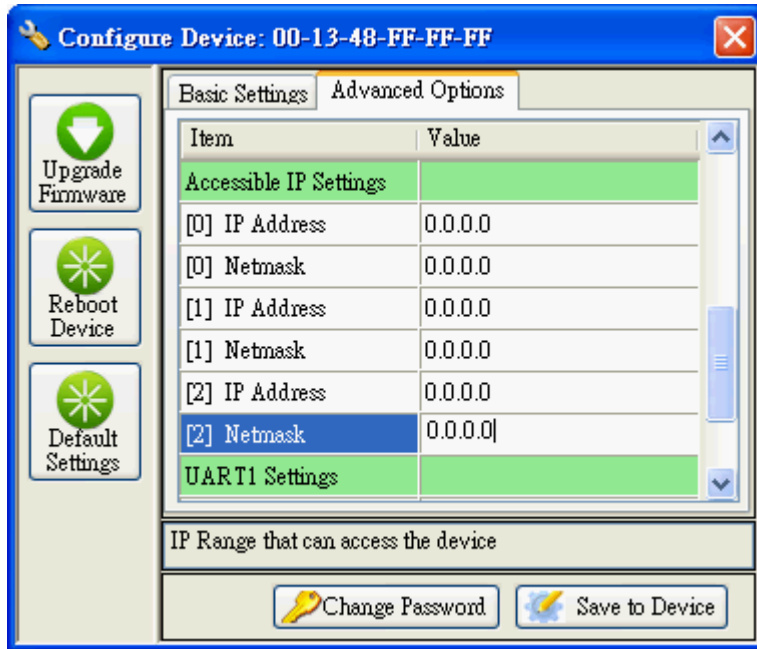 Configure Device: 00-13-48-FF-FF-FF
Upgrade
Firmware
Reboot
Device
Default
Settings
Basic Settings Advanced Options
Item Value
Accessible IP Settings
[0] IP Address 0.0.0.0
[0] Netmask 0.0.0.0
[1] IP Address 0.0.0.0
[1] Netmask 0.0.0.0
[2] IP Address 0.0.0.0
[2] Netmask 0.0.0.0
UART1 Settings
IP Range that can access the device
Change Password Save to Device